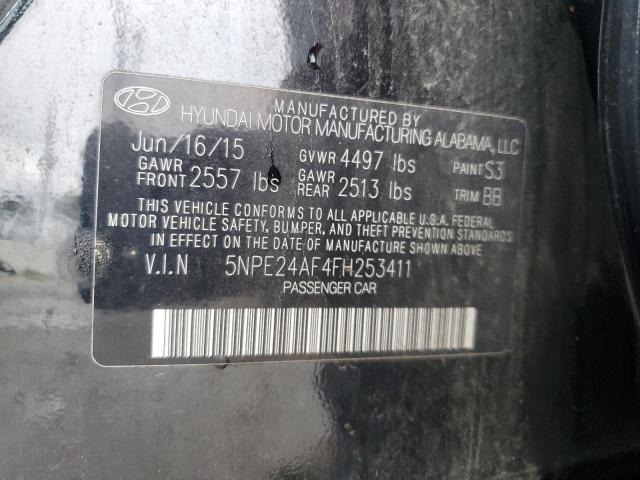 MANUFACTURED BY
HYUNDAI MOTOR MANUFACTURING ALABAMA, LLC
Jun/16/15 GVWR 4497 lbs PAINT S3
GAWR FRONT 2557 lbs GAWR REAR 2513 lbs TRIM BB
THIS VEHICLE CONFORMS TO ALL APPLICABLE U.S.A. FEDERAL
MOTOR VEHICLE SAFETY, BUMPER, AND THEFT PREVENTION STANDARDS
IN EFFECT ON THE DATE OF MANUFACTURE SHOWN ABOVE
V.I.N 5NPE24AF4FH253411
PASSENGER CAR